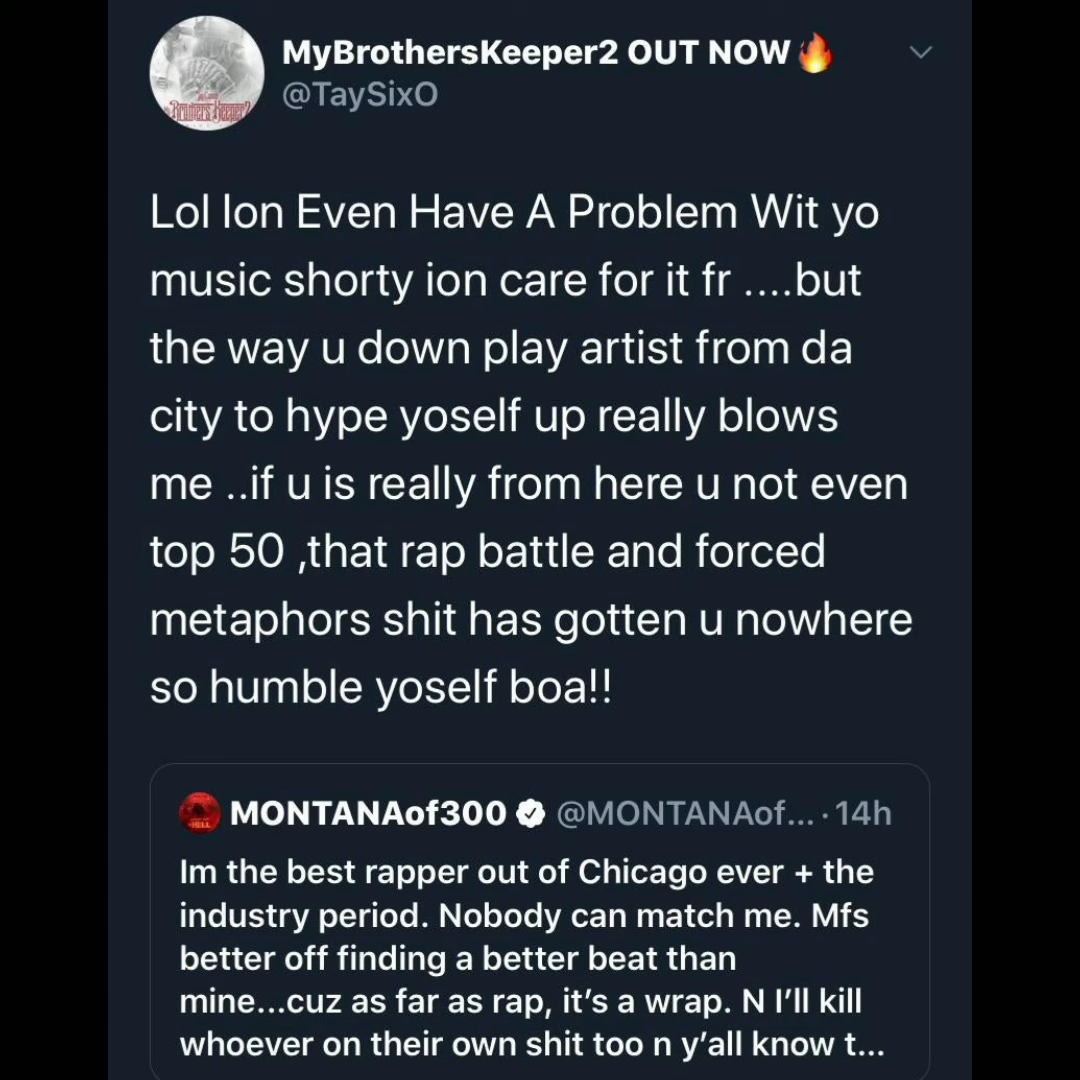 MyBrothersKeeper2 OUT NOW🔥
@TaySixO
Brothers Keeper2
Lol Ion Even Have A Problem Wit yo
music shorty ion care for it fr ....but
the way u down play artist from da
city to hype yoself up really blows
me ..if u is really from here u not even
top 50 ,that rap battle and forced
metaphors shit has gotten u nowhere
so humble yoself boa!!
MONTANAof300 @MONTANAof... · 14h
Im the best rapper out of Chicago ever + the
industry period. Nobody can match me. Mfs
better off finding a better beat than
mine...cuz as far as rap, it’s a wrap. N I’ll kill
whoever on their own shit too n y’all know t...